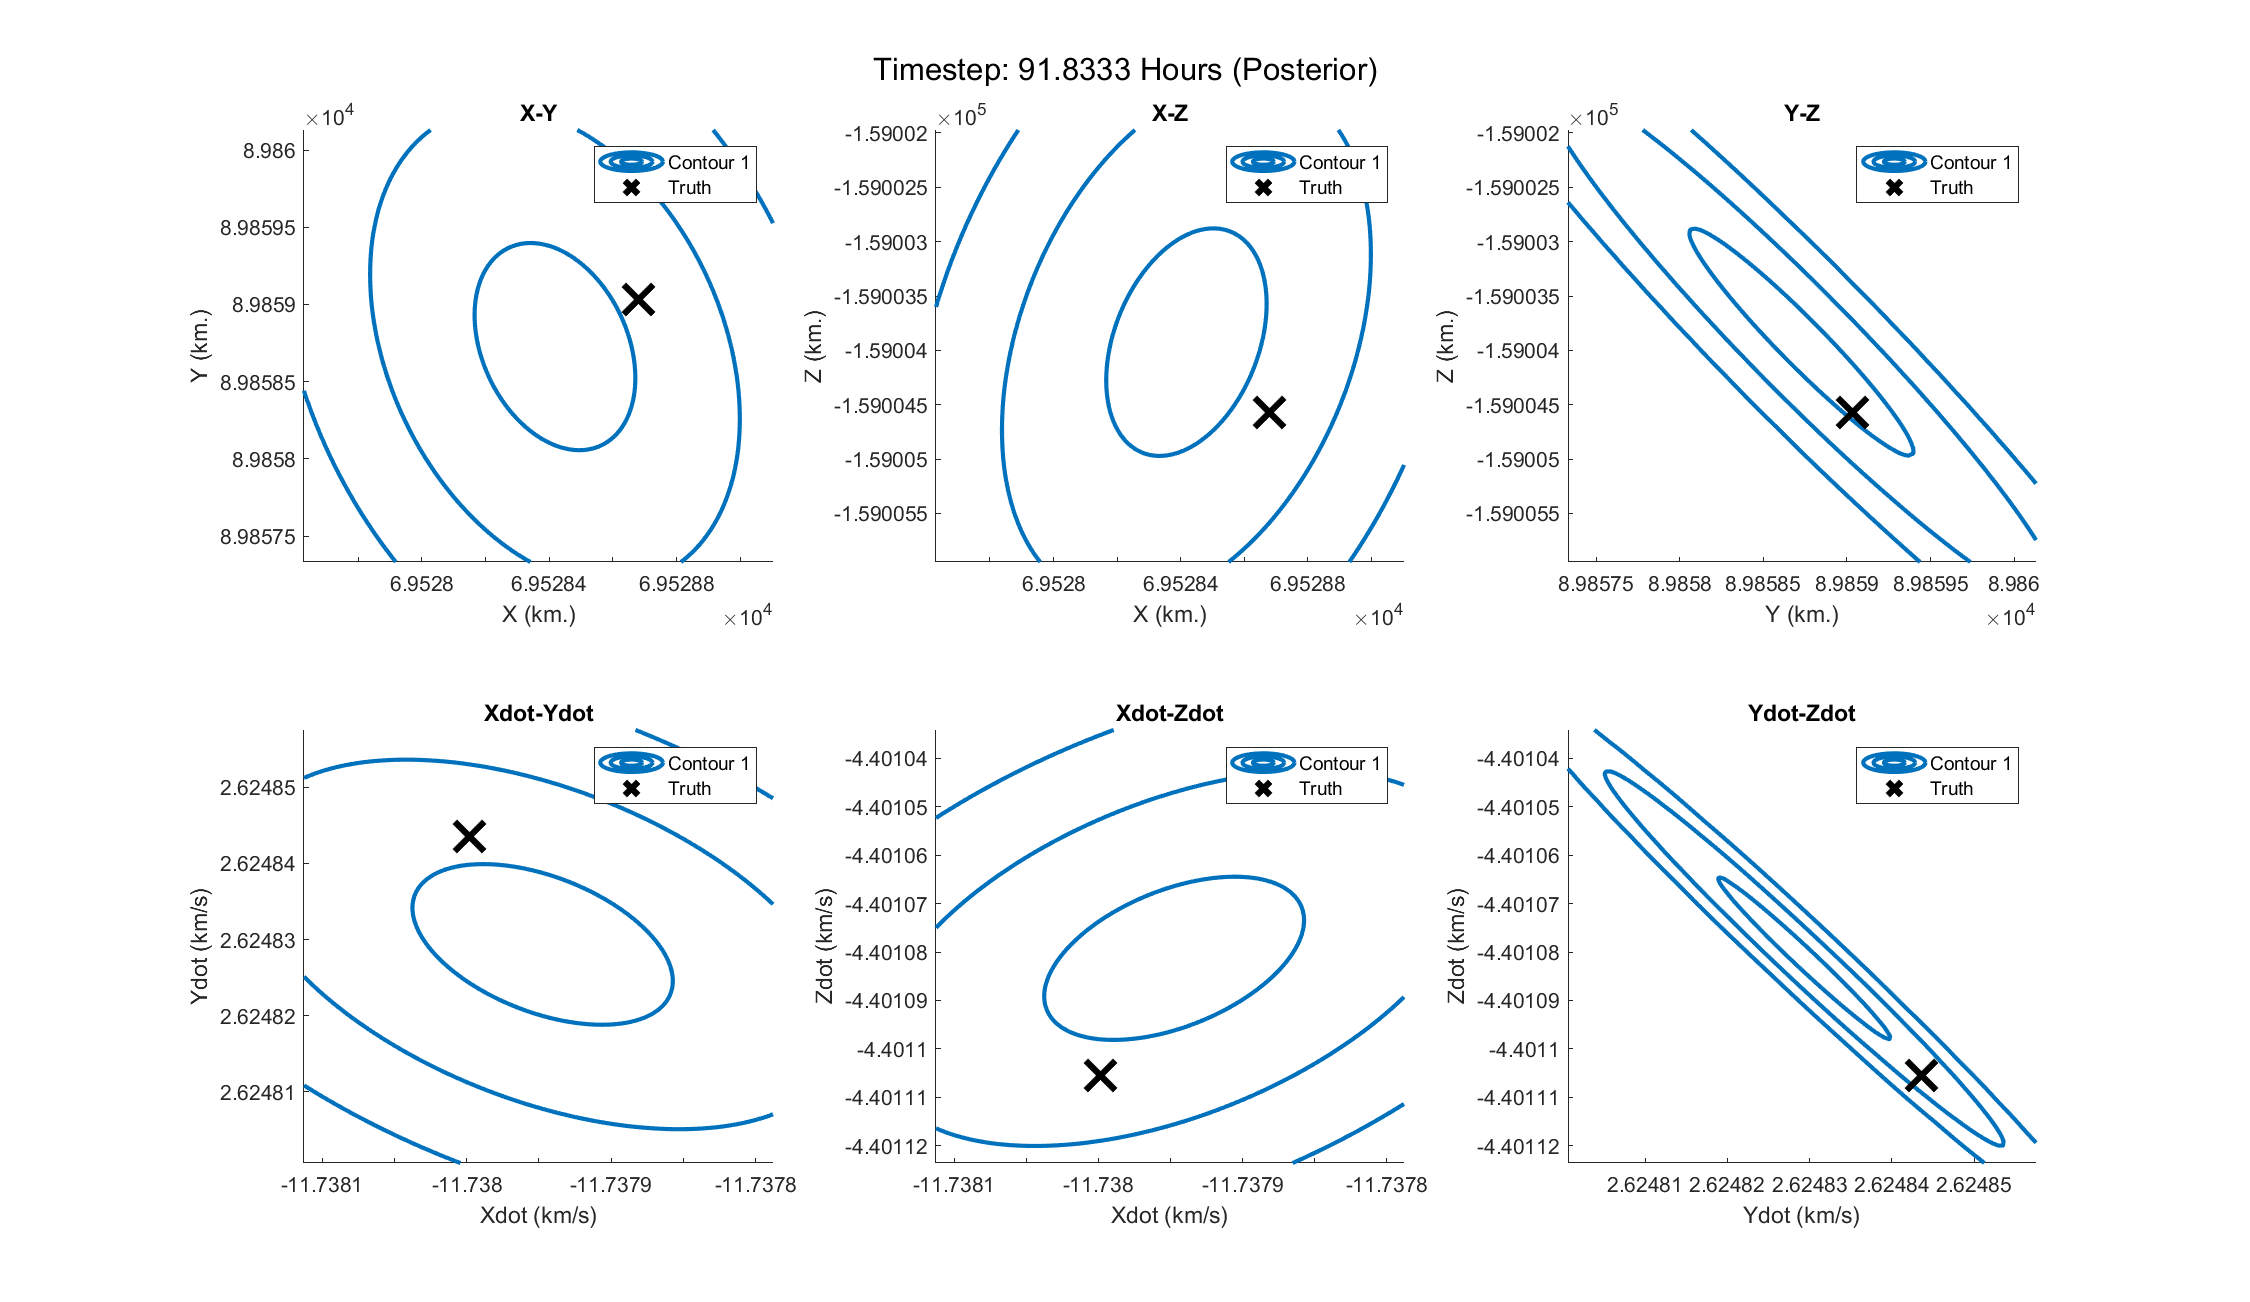 Timestep: 91.8333 Hours (Posterior)
X-Y
×10^4
8.986
8.98595
8.9859
8.98585
8.9858
8.98575
Y (km.)
Contour 1
Truth
6.9528 6.95284 6.95288
X (km.)
×10^4
X-Z
×10^5
-1.59002
-1.590025
-1.59003
-1.590035
-1.59004
-1.590045
-1.59005
-1.590055
Z (km.)
Contour 1
Truth
6.9528 6.95284 6.95288
X (km.)
×10^4
Y-Z
×10^5
-1.59002
-1.590025
-1.59003
-1.590035
-1.59004
-1.590045
-1.59005
-1.590055
Z (km.)
Contour 1
Truth
8.98575 8.9858 8.98585 8.9859 8.98595 8.986
Y (km.)
×10^4
Xdot-Ydot
2.62485
2.62484
2.62483
2.62482
2.62481
Ydot (km/s)
Contour 1
Truth
-11.7381 -11.738 -11.7379 -11.7378
Xdot (km/s)
Xdot-Zdot
-4.40104
-4.40105
-4.40106
-4.40107
-4.40108
-4.40109
-4.4011
-4.40111
-4.40112
Zdot (km/s)
Contour 1
Truth
-11.7381 -11.738 -11.7379 -11.7378
Xdot (km/s)
Ydot-Zdot
-4.40104
-4.40105
-4.40106
-4.40107
-4.40108
-4.40109
-4.4011
-4.40111
-4.40112
Zdot (km/s)
Contour 1
Truth
2.62481 2.62482 2.62483 2.62484 2.62485
Ydot (km/s)